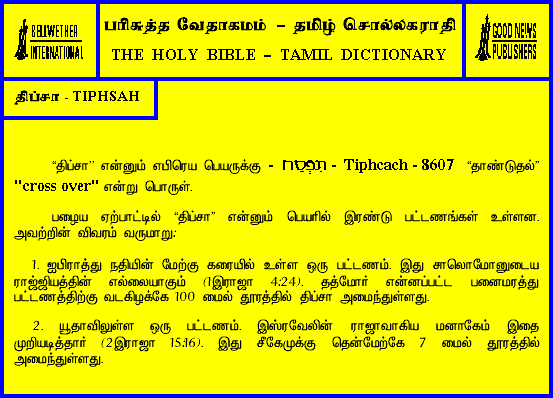 BELLWETHER
INTERNATIONAL
பரிசுத்த வேதாகமம் – தமிழ் சொல்லகராதி
THE HOLY BIBLE – TAMIL DICTIONARY
GOOD NEWS
PUBLISHERS
திப்சா - TIPHSAH
“திப்சா” என்னும் எபிரெய பெயருக்கு - תִּפְסַח - Tiphcach - 8607 “தாண்டுதல்”
"cross over" என்று பொருள்.
பழைய ஏற்பாட்டில் “திப்சா” என்னும் பெயரில் இரண்டு பட்டணங்கள் உள்ளன.
அவற்றின் விவரம் வருமாறு:
1. ஐபிராத்து நதியின் மேற்கு கரையில் உள்ள ஒரு பட்டணம். இது சாலொமோனுடைய
ராஜ்ஜியத்தின் எல்லையாகும் (1இராஜா 4:24). தத்மோர் என்னப்பட்ட பனைமரத்து
பட்டணத்திற்கு வடகிழக்கே 100 மைல் தூரத்தில் திப்சா அமைந்துள்ளது.
2. யூதாவிலுள்ள ஒரு பட்டணம். இஸ்ரவேலின் ராஜாவாகிய மனாகேம் இதை
முறியடித்தார் (2இராஜா 15:16). இது சீகேமுக்கு தென்மேற்கே 7 மைல் தூரத்தில்
அமைந்துள்ளது.